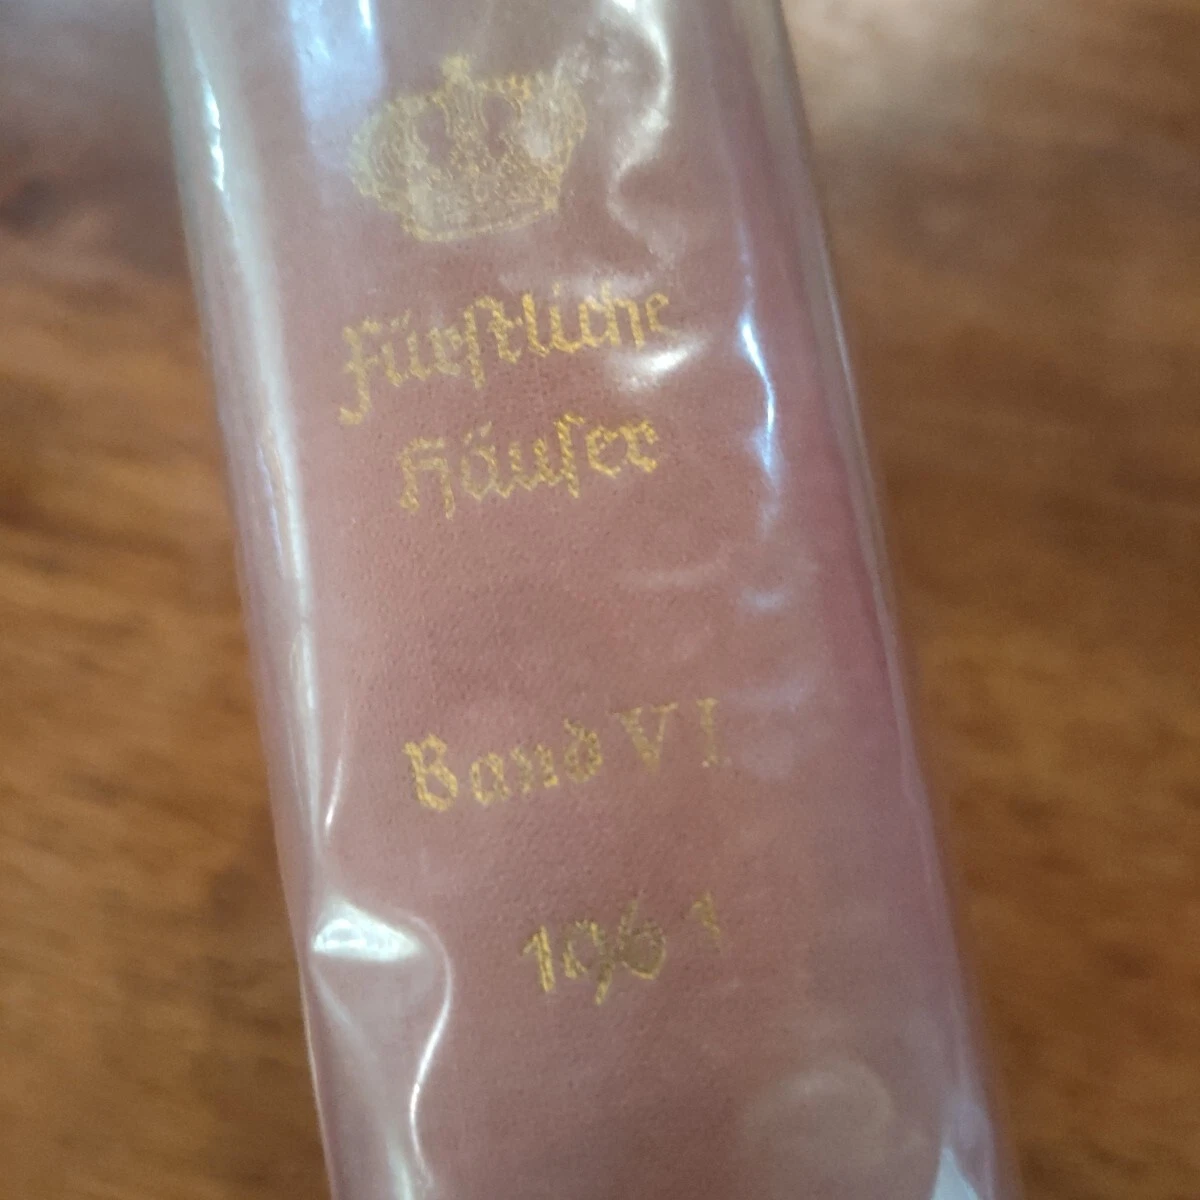 Fürstliche
Häuser
Band VI
1961